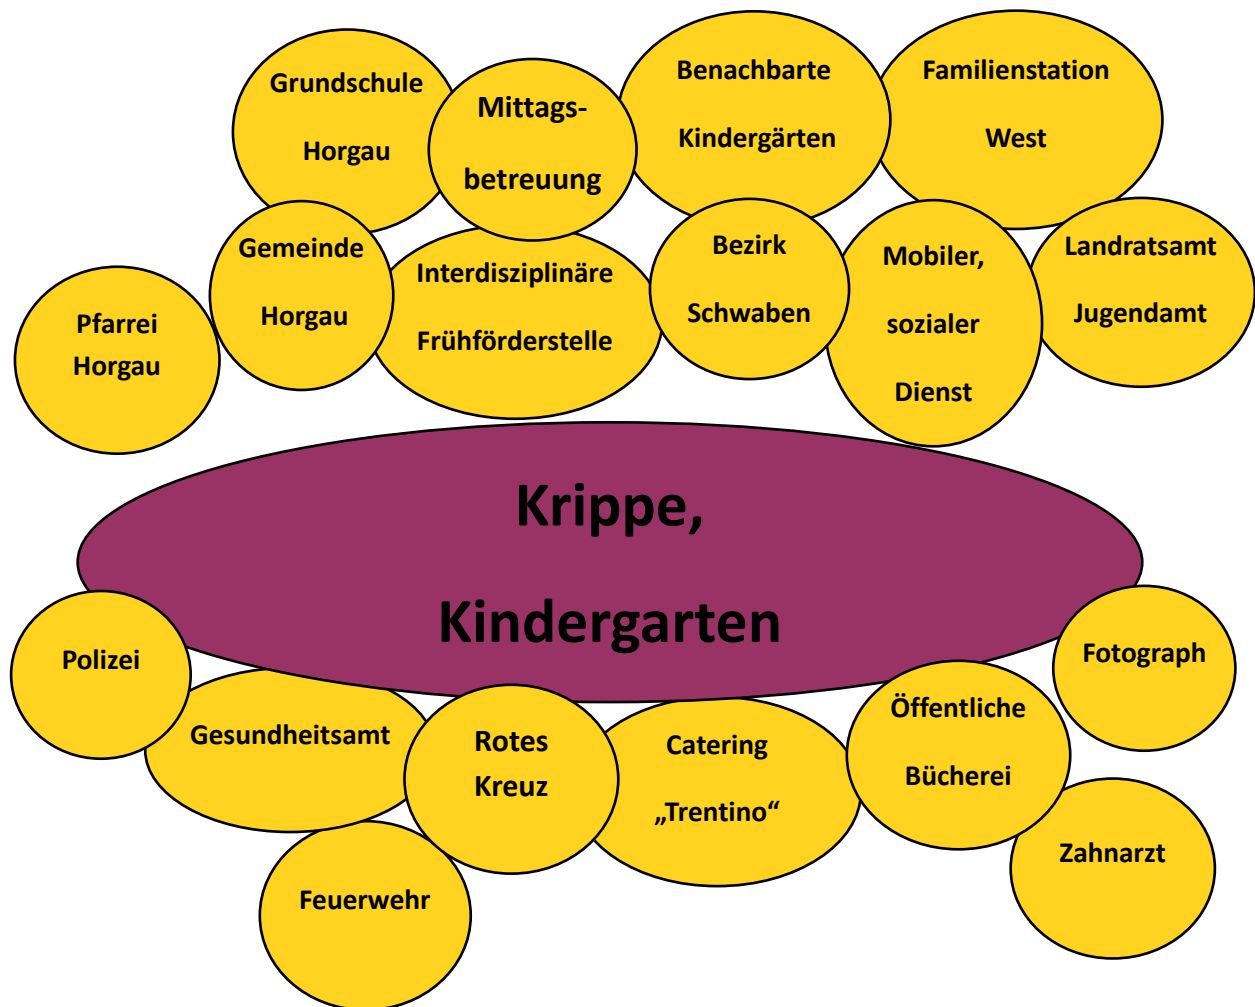 Grundschule
Horgau
Mittags-
betreuung
Benachbarte
Kindergärten
Familienstation
West
Pfarrei
Horgau
Gemeinde
Horgau
Interdisziplinäre
Frühförderstelle
Bezirk
Schwaben
Mobiler,
sozialer
Dienst
Landratsamt
Jugendamt
Krippe,
Kindergarten
Polizei
Gesundheitsamt
Rotes
Kreuz
Catering
„Trentino“
Öffentliche
Bücherei
Fotograph
Feuerwehr
Zahnarzt